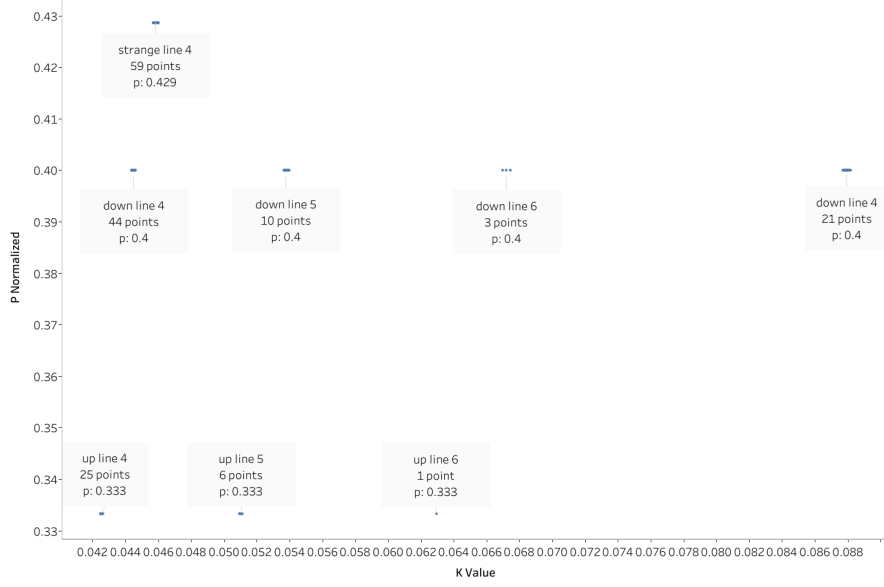 0.43
strange line 4
59 points
p: 0.429
0.42
0.41
0.40
down line 4
44 points
p: 0.4
down line 5
10 points
p: 0.4
down line 6
3 points
p: 0.4
down line 4
21 points
p: 0.4
0.39
0.38
0.37
0.36
0.35
0.34
0.33
P Normalized
up line 4
25 points
p: 0.333
up line 5
6 points
p: 0.333
up line 6
1 point
p: 0.333
0.042 0.044 0.046 0.048 0.050 0.052 0.054 0.056 0.058 0.060 0.062 0.064 0.066 0.068 0.070 0.072 0.074 0.076 0.078 0.080 0.082 0.084 0.086 0.088
K Value